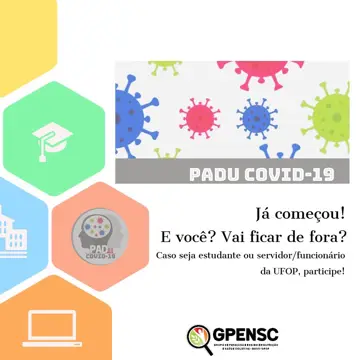 PADU COVID-19
Já começou!
E você? Vai ficar de fora?
Caso seja estudante ou servidor/funcionário
da UFOP, participe!
PADU
COVID-19
GPENSC